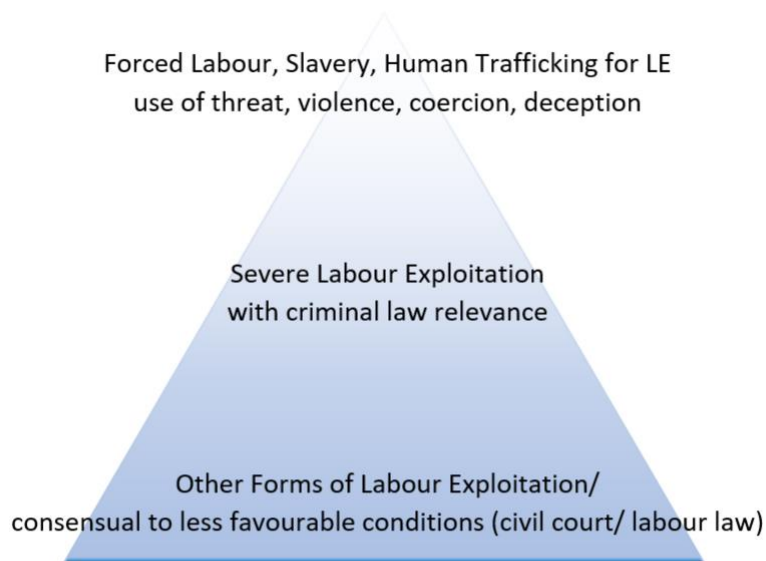 Forced Labour, Slavery, Human Trafficking for LE
use of threat, violence, coercion, deception
Severe Labour Exploitation
with criminal law relevance
Other Forms of Labour Exploitation/
consensual to less favourable conditions (civil court/ labour law)